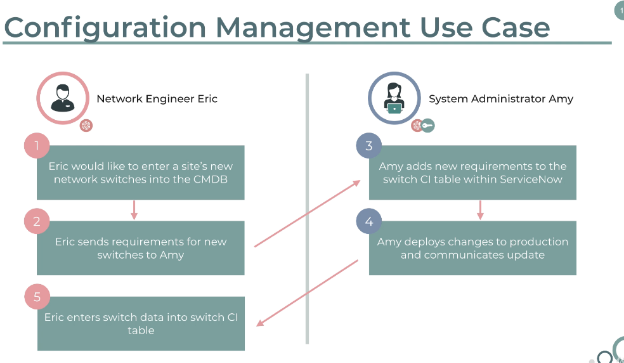 Configuration Management Use Case
1
Network Engineer Eric
System Administrator Amy
1
Eric would like to enter a site's new
network switches into the CMDB
2
Eric sends requirements for new
switches to Amy
3
Amy adds new requirements to the
switch CI table within ServiceNow
4
Amy deploys changes to production
and communicates update
5
Eric enters switch data into switch CI
table